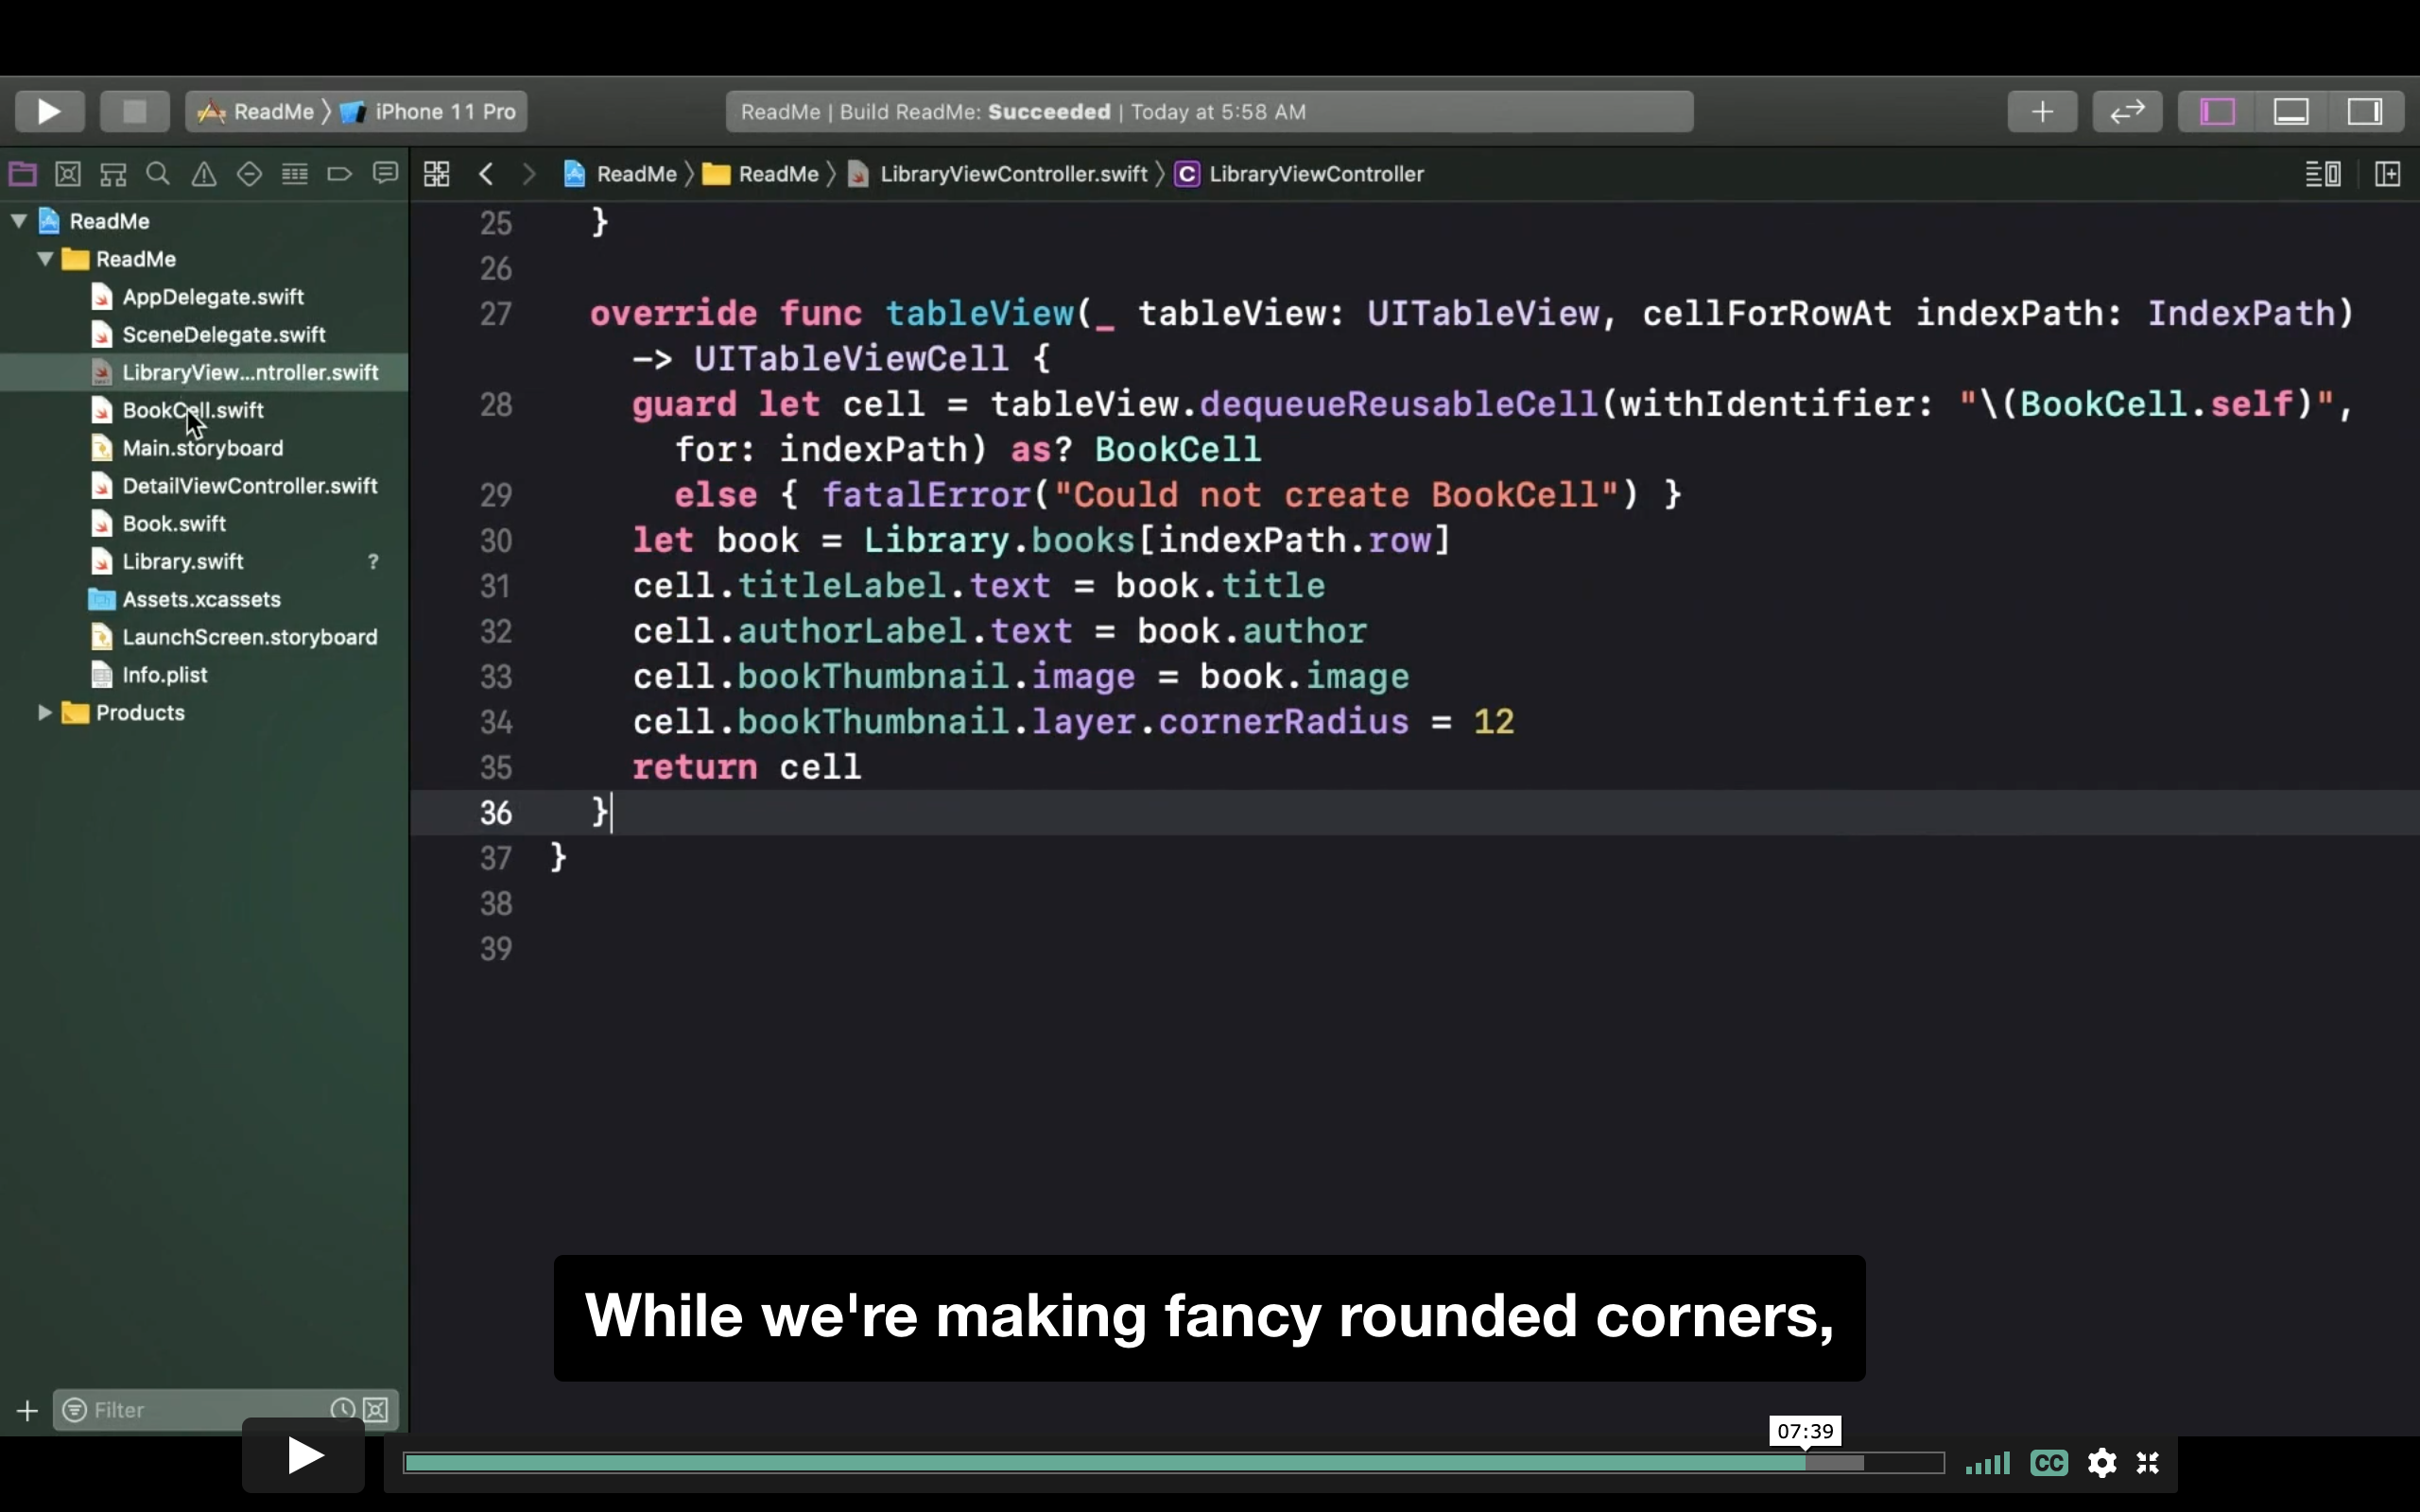 ReadMe 〉 iPhone 11 Pro
ReadMe | Build ReadMe: Succeeded | Today at 5:58 AM
ReadMe 〉 ReadMe 〉 LibraryViewController.swift 〉 C LibraryViewController
ReadMe
ReadMe
AppDelegate.swift
SceneDelegate.swift
LibraryView...ntroller.swift
BookCell.swift
Main.storyboard
DetailViewController.swift
Book.swift
Library.swift ?
Assets.xcassets
LaunchScreen.storyboard
Info.plist
Products
Filter
25 }
26
27 override func tableView(_ tableView: UITableView, cellForRowAt indexPath: IndexPath)
-> UITableViewCell {
28 guard let cell = tableView.dequeueReusableCell(withIdentifier: "\(BookCell.self)",
for: indexPath) as? BookCell
29 else { fatalError("Could not create BookCell") }
30 let book = Library.books[indexPath.row]
31 cell.titleLabel.text = book.title
32 cell.authorLabel.text = book.author
33 cell.bookThumbnail.image = book.image
34 cell.bookThumbnail.layer.cornerRadius = 12
35 return cell
36 }
37 }
38
39
While we're making fancy rounded corners,
07:39
CC